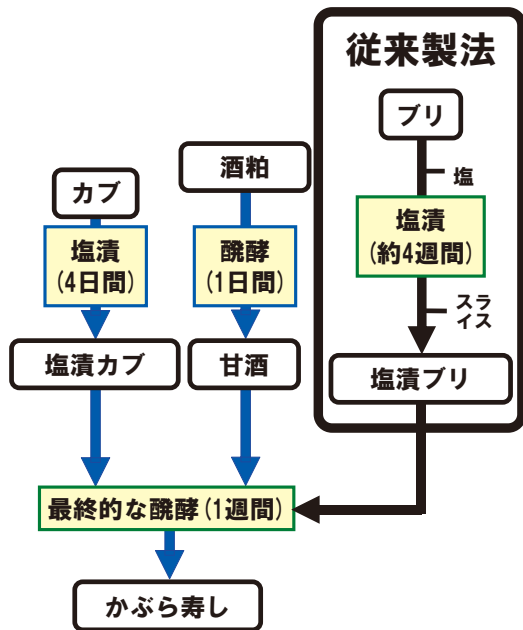 従来製法
ブリ
塩
塩漬
(約4週間)
スラ
イス
塩漬ブリ
酒粕
醗酵
(1日間)
甘酒
カブ
塩漬
(4日間)
塩漬カブ
最終的な醗酵(1週間)
かぶら寿し